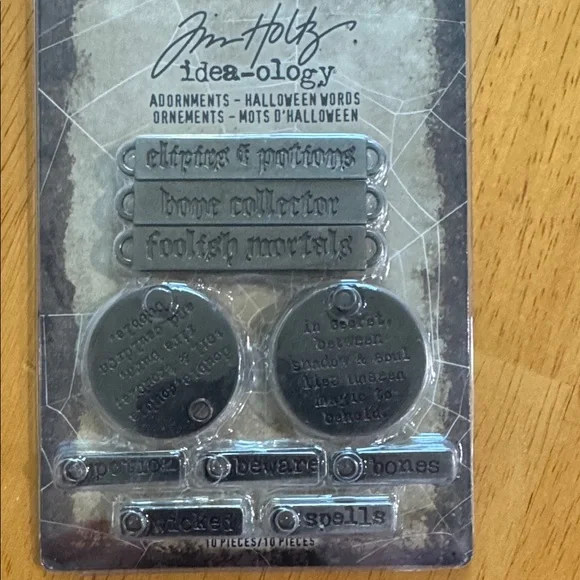 Tim Holtz
idea-ology
ADORNMENTS - HALLOWEEN WORDS
ORNEMENTS - MOTS D'HALLOWEEN
elixirs & potions
bone collector
foolish mortals
in secret,
between
shadow & soul
lies unseen
magic to
behold.
potion
beware
bones
wicked
spells
10 PIECES/10 PIECES